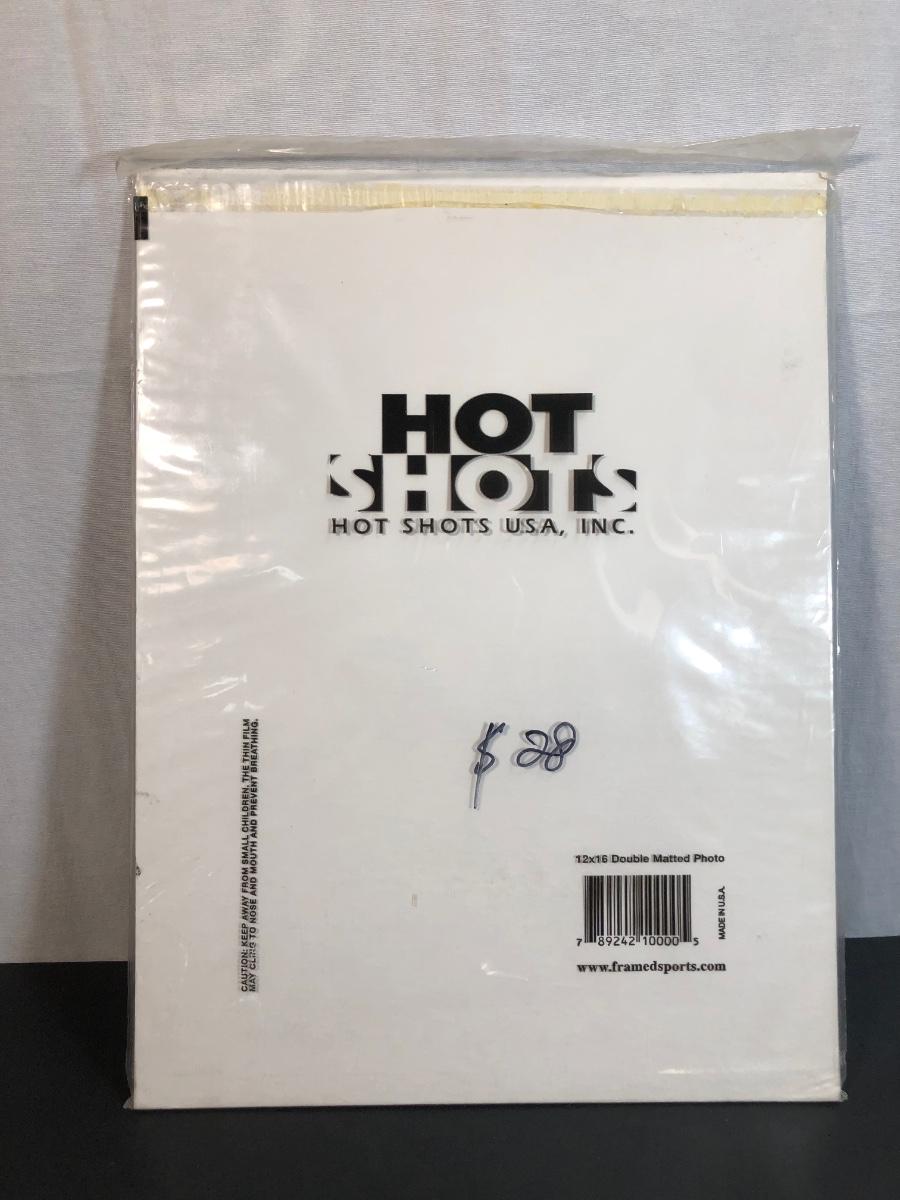 HOT
SHOTS
HOT SHOTS USA, INC.
$ 28
CAUTION: KEEP AWAY FROM SMALL CHILDREN. THE THIN FILM
MAY CLING TO NOSE AND MOUTH AND PREVENT BREATHING.
12x16 Double Matted Photo
7 89242 10000 5
MADE IN U.S.A.
www.framedsports.com